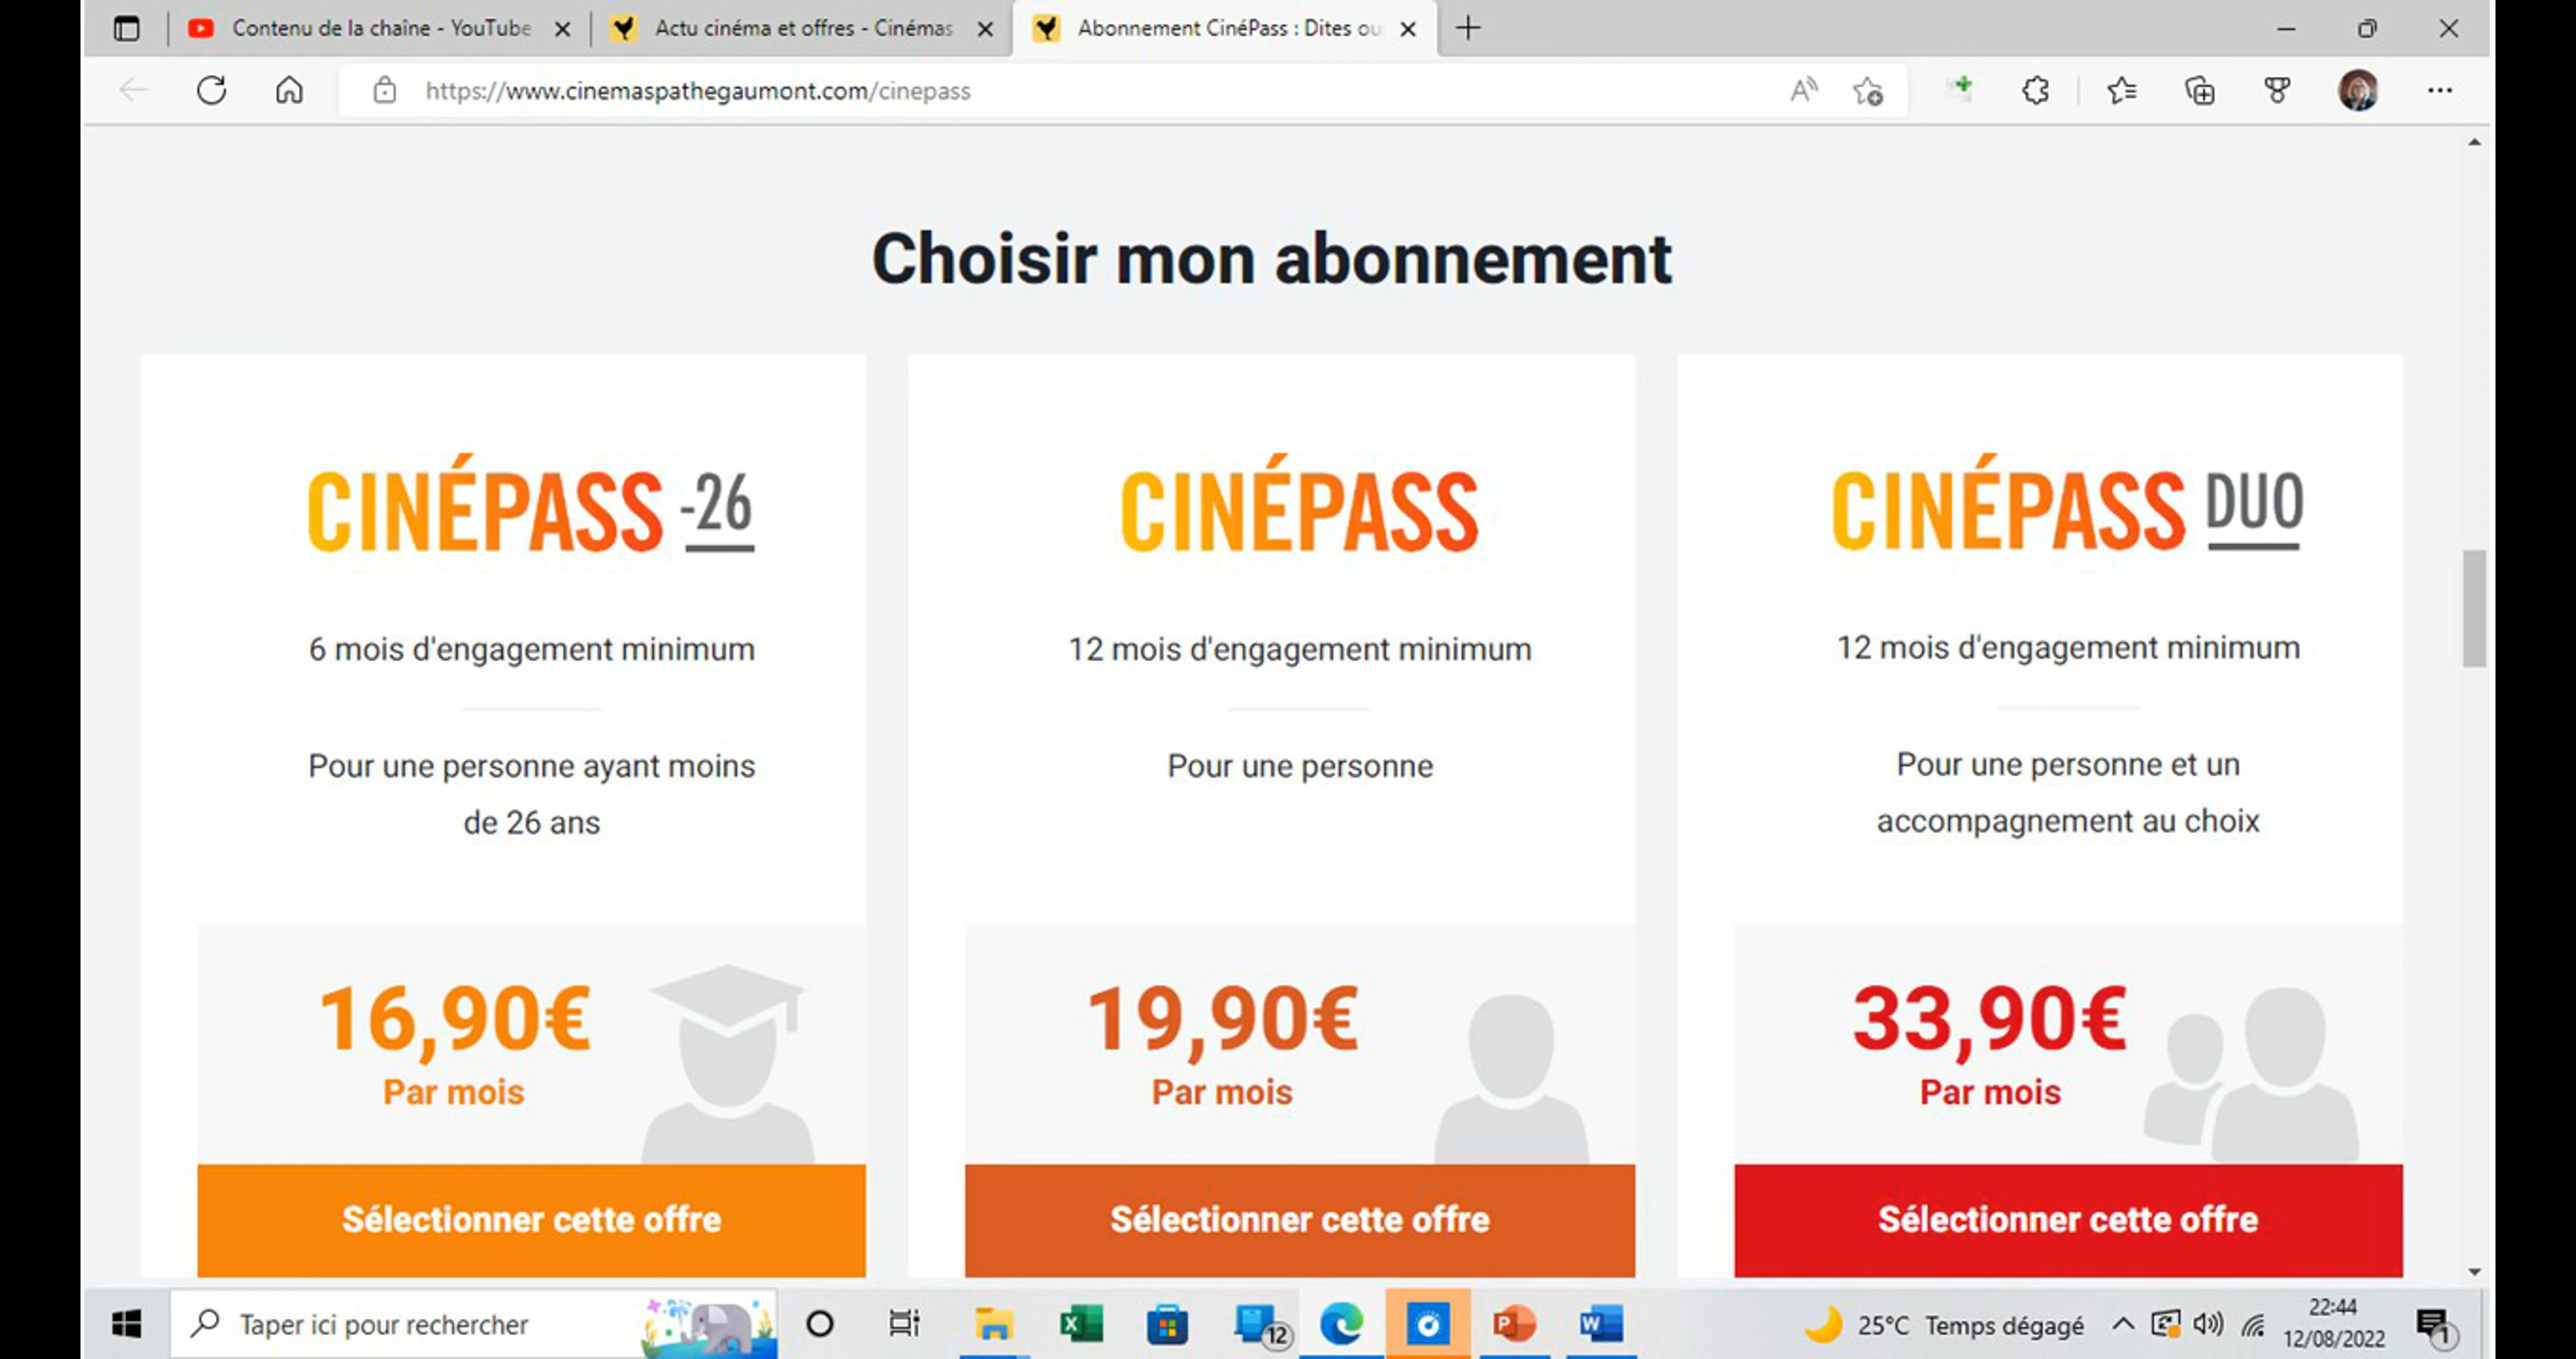 Contenu de la chaîne - YouTube
Actu cinéma et offres - Cinémas
Abonnement CinéPass : Dites ou
https://www.cinemaspathegaumont.com/cinepass
Choisir mon abonnement
CINÉPASS -26
6 mois d'engagement minimum
Pour une personne ayant moins
de 26 ans
16,90€
Par mois
Sélectionner cette offre
CINÉPASS
12 mois d'engagement minimum
Pour une personne
19,90€
Par mois
Sélectionner cette offre
CINÉPASS DUO
12 mois d'engagement minimum
Pour une personne et un
accompagnement au choix
33,90€
Par mois
Sélectionner cette offre
Taper ici pour rechercher
12
25°C Temps dégagé
22:44
12/08/2022
1